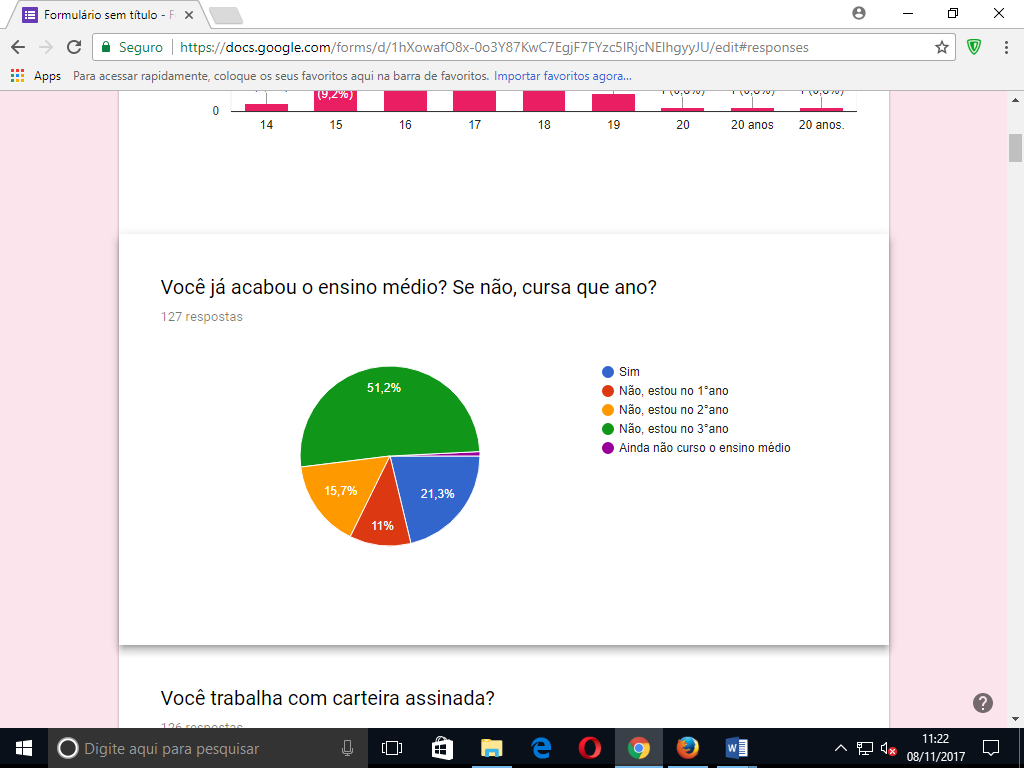 Formulário sem título - F
Seguro
https://docs.google.com/forms/d/1hXowafO8x-0o3Y87KwC7EgjF7FYzc5lRjcNEIhgyyJU/edit#responses
Apps
Para acessar rapidamente, coloque os seus favoritos aqui na barra de favoritos. Importar favoritos agora...
(9,2%)
0
14 15 16 17 18 19 20 20 anos 20 anos.
Você já acabou o ensino médio? Se não, cursa que ano?
127 respostas
51,2%
15,7%
11%
21,3%
Sim
Não, estou no 1°ano
Não, estou no 2°ano
Não, estou no 3°ano
Ainda não curso o ensino médio
Você trabalha com carteira assinada?
126 respostas
Digite aqui para pesquisar
11:22
08/11/2017